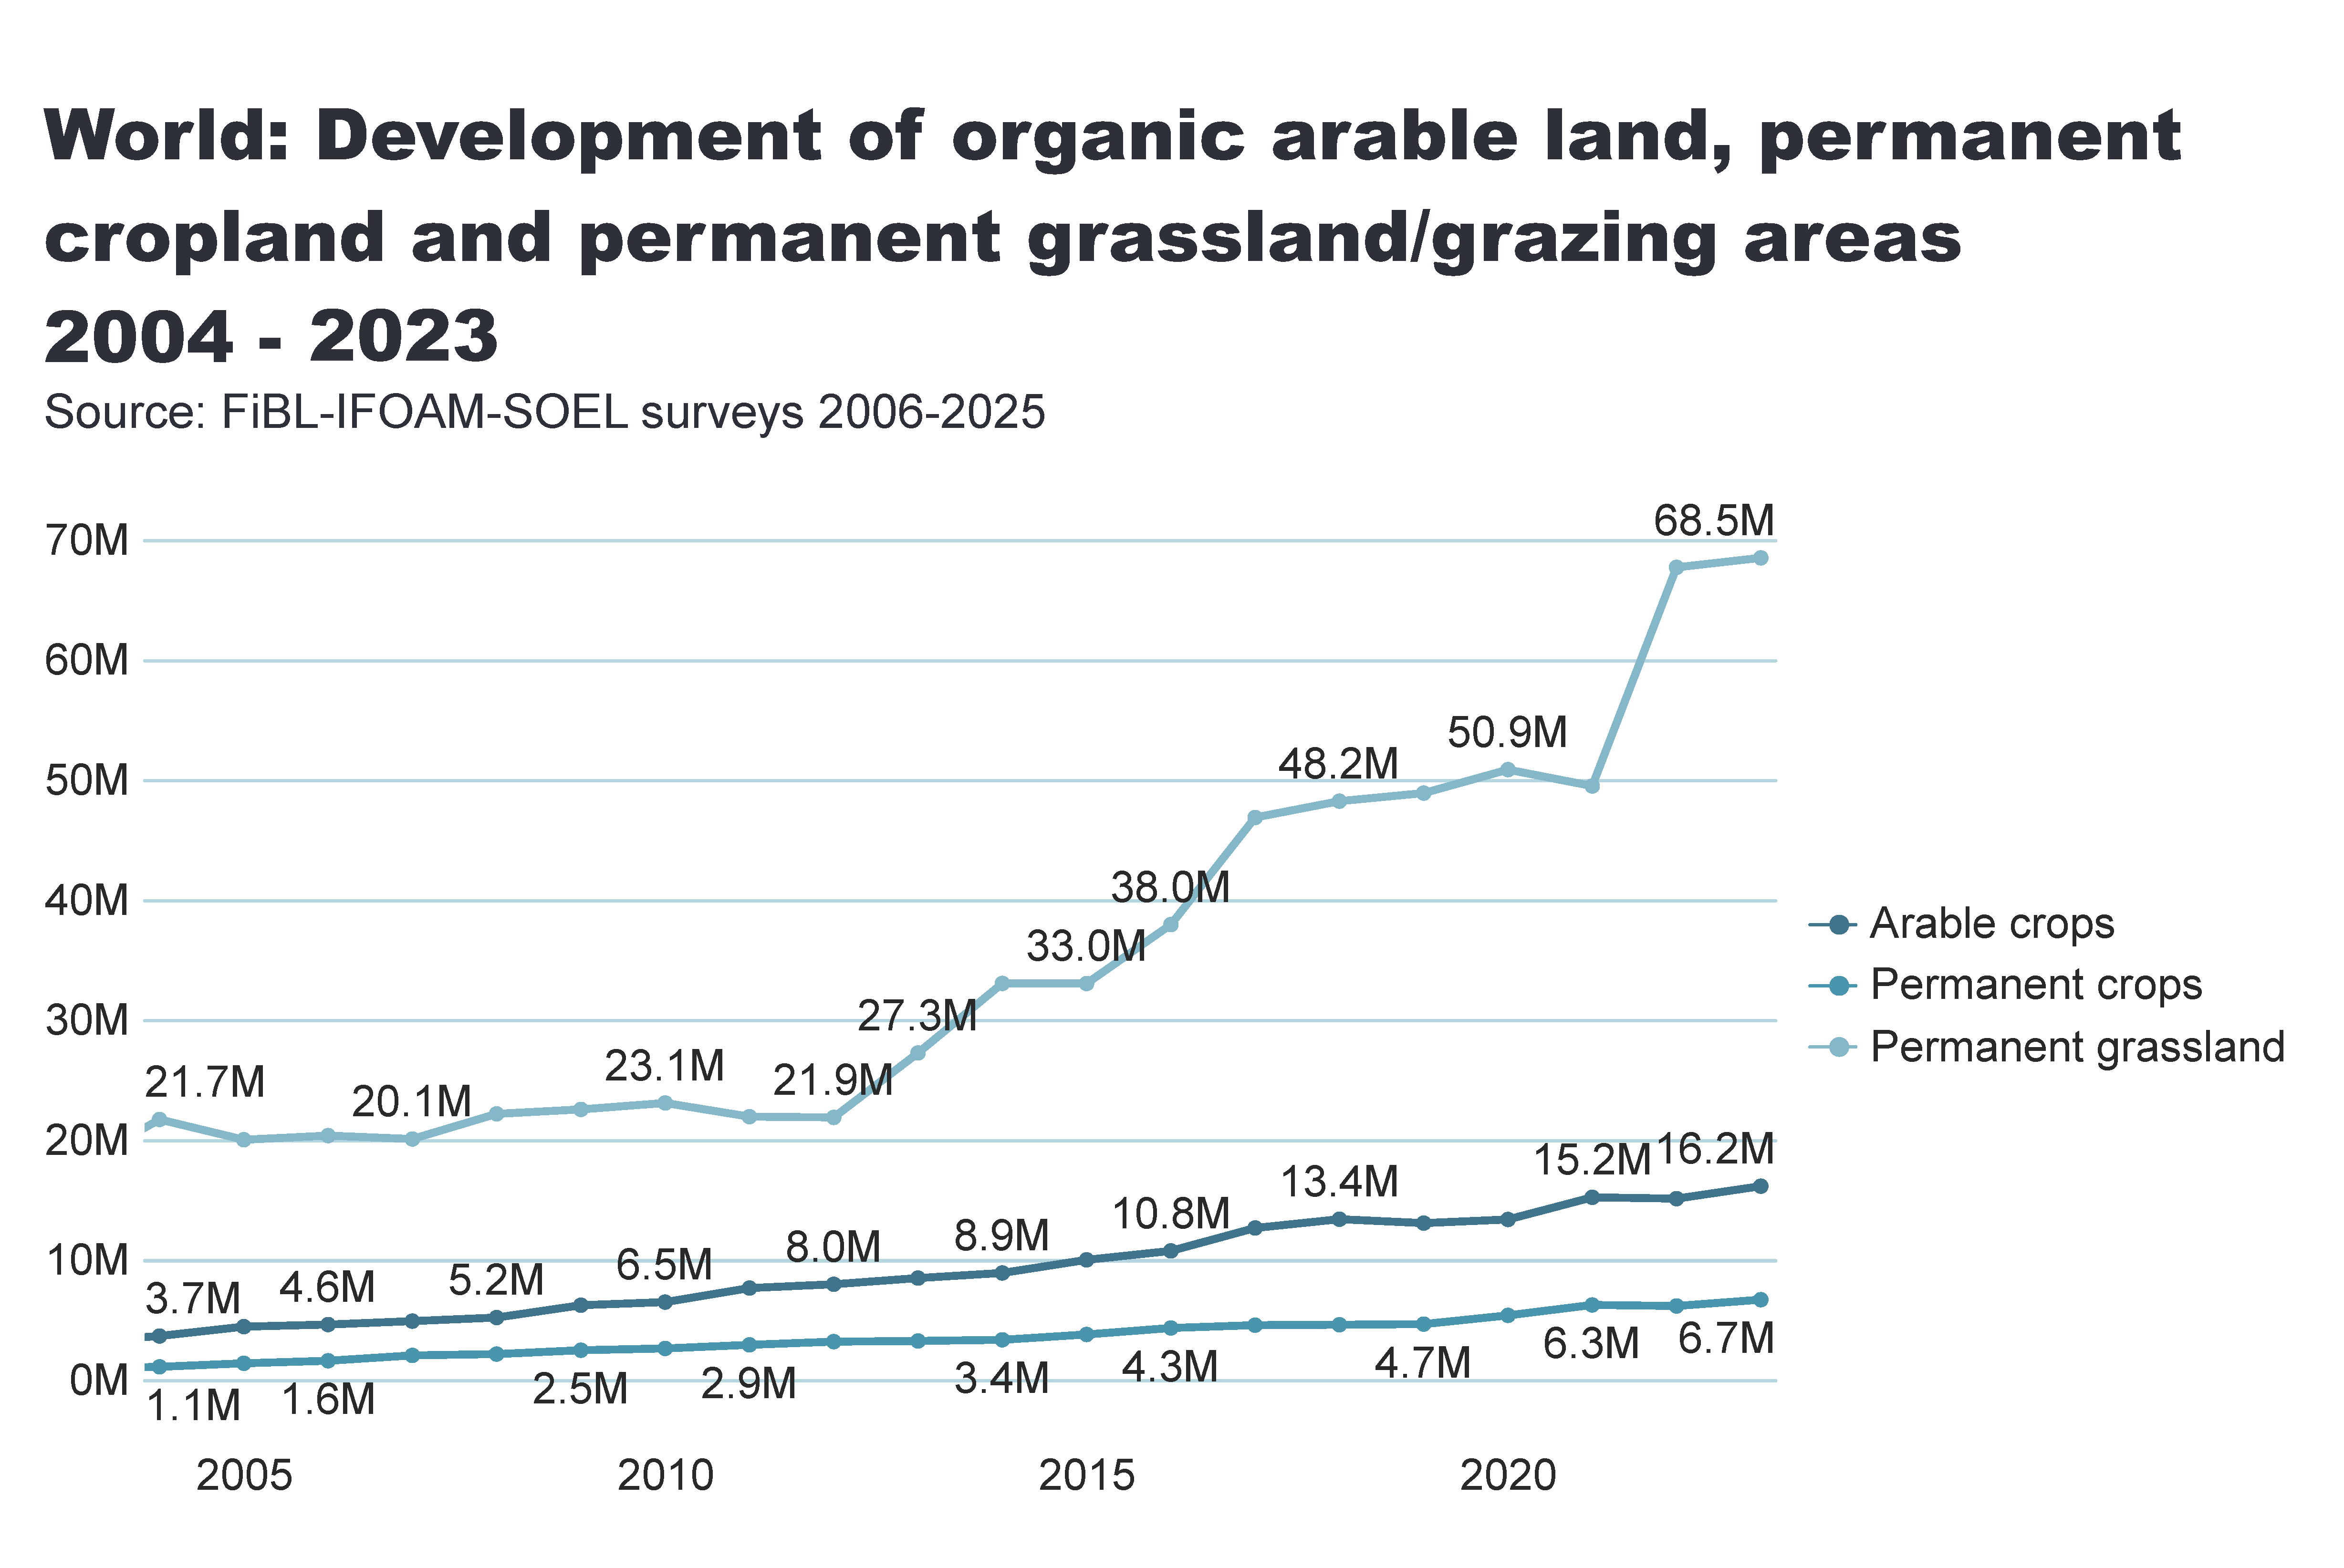 World: Development of organic arable land, permanent
cropland and permanent grassland/grazing areas
2004 - 2023
Source: FiBL-IFOAM-SOEL surveys 2006-2025
70M
60M
50M
40M
30M
20M
10M
0M
68.5M
50.9M
48.2M
38.0M
33.0M
27.3M
23.1M
21.9M
21.7M
20.1M
16.2M
15.2M
13.4M
10.8M
8.9M
8.0M
6.5M
5.2M
4.6M
3.7M
1.1M
1.6M
2.5M
2.9M
3.4M
4.3M
4.7M
6.3M
6.7M
2005
2010
2015
2020
Arable crops
Permanent crops
Permanent grassland